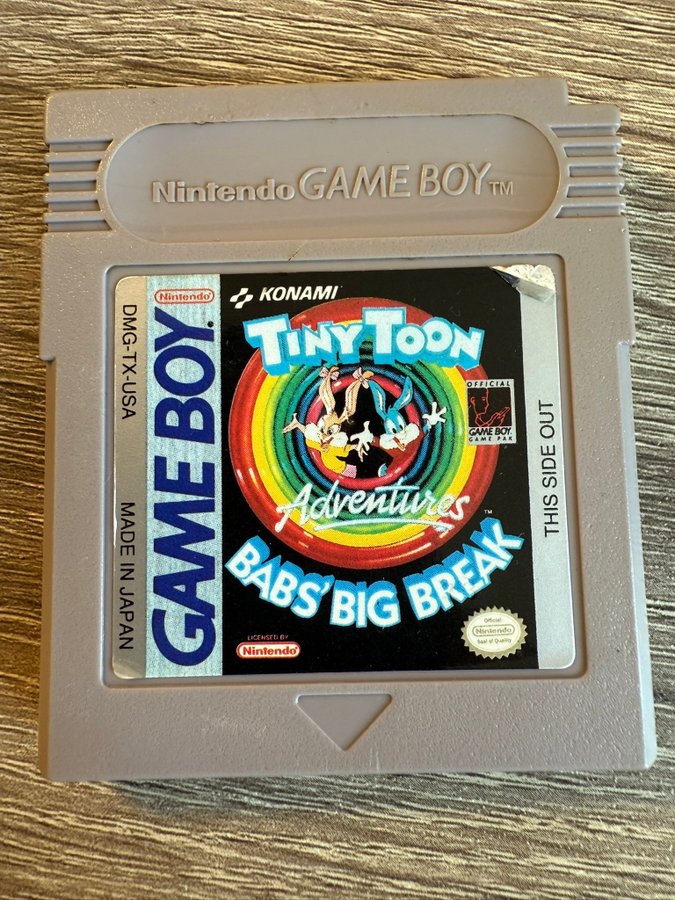 Nintendo GAME BOY™
Nintendo
GAME BOY®
DMG-TX-USA
MADE IN JAPAN
KONAMI®
TINY TOON
Adventures™
BABS' BIG BREAK
OFFICIAL
GAME BOY
GAME PAK
THIS SIDE OUT
LICENSED BY
Nintendo
Official
Nintendo
Seal of Quality